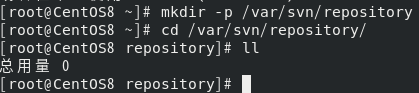 [root@CentOS8 ~]# mkdir -p /var/svn/repository
[root@CentOS8 ~]# cd /var/svn/repository/
[root@CentOS8 repository]# ll
总用量 0
[root@CentOS8 repository]#